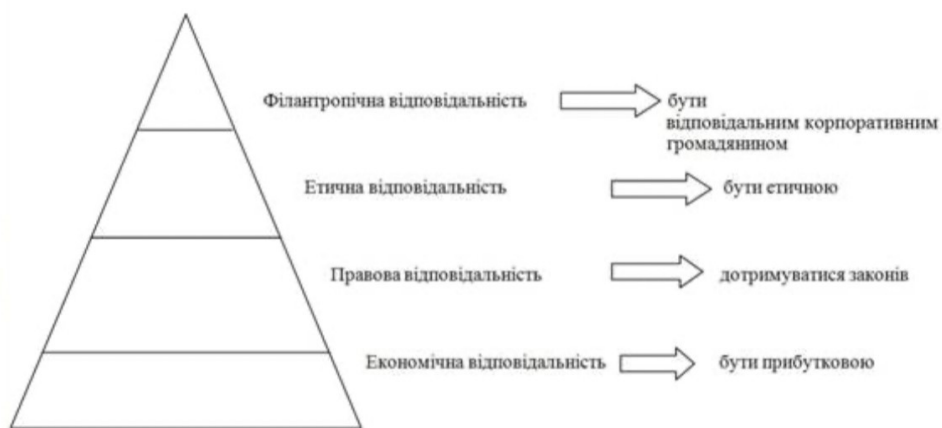 Філантропічна відповідальність бути
відповідальним корпоративним
громадянином
Етична відповідальність бути етичною
Правова відповідальність дотримуватися законів
Економічна відповідальність бути прибутковою